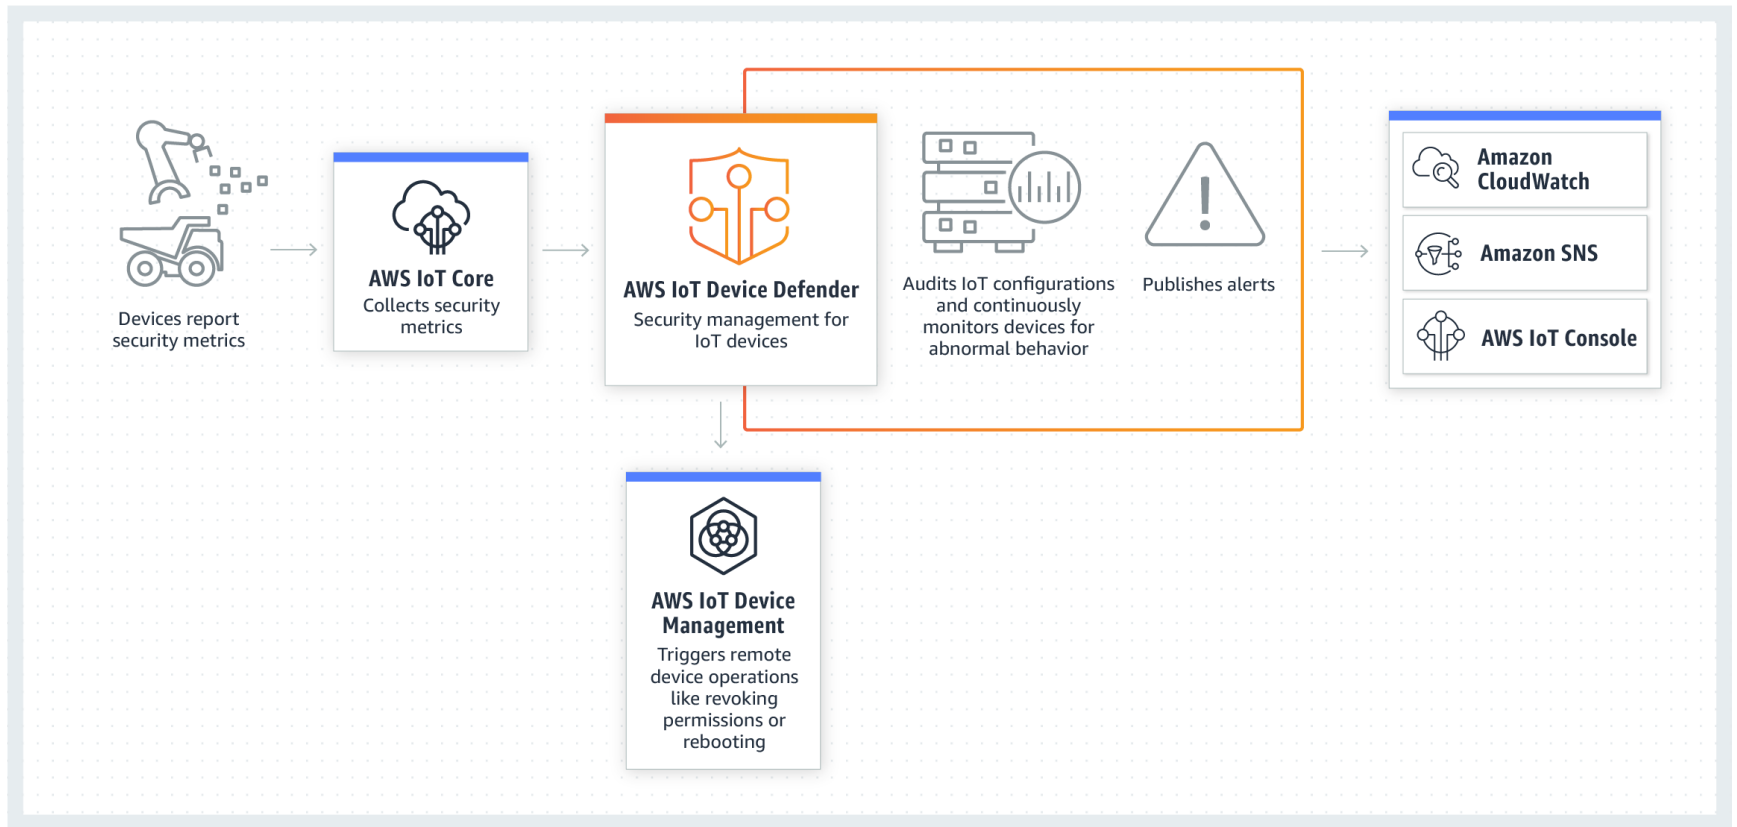 Devices report
security metrics
AWS IoT Core
Collects security
metrics
AWS IoT Device Defender
Security management for
IoT devices
Audits IoT configurations
and continuously
monitors devices for
abnormal behavior
Publishes alerts
Amazon
CloudWatch
Amazon SNS
AWS IoT Console
AWS IoT Device
Management
Triggers remote
device operations
like revoking
permissions or
rebooting